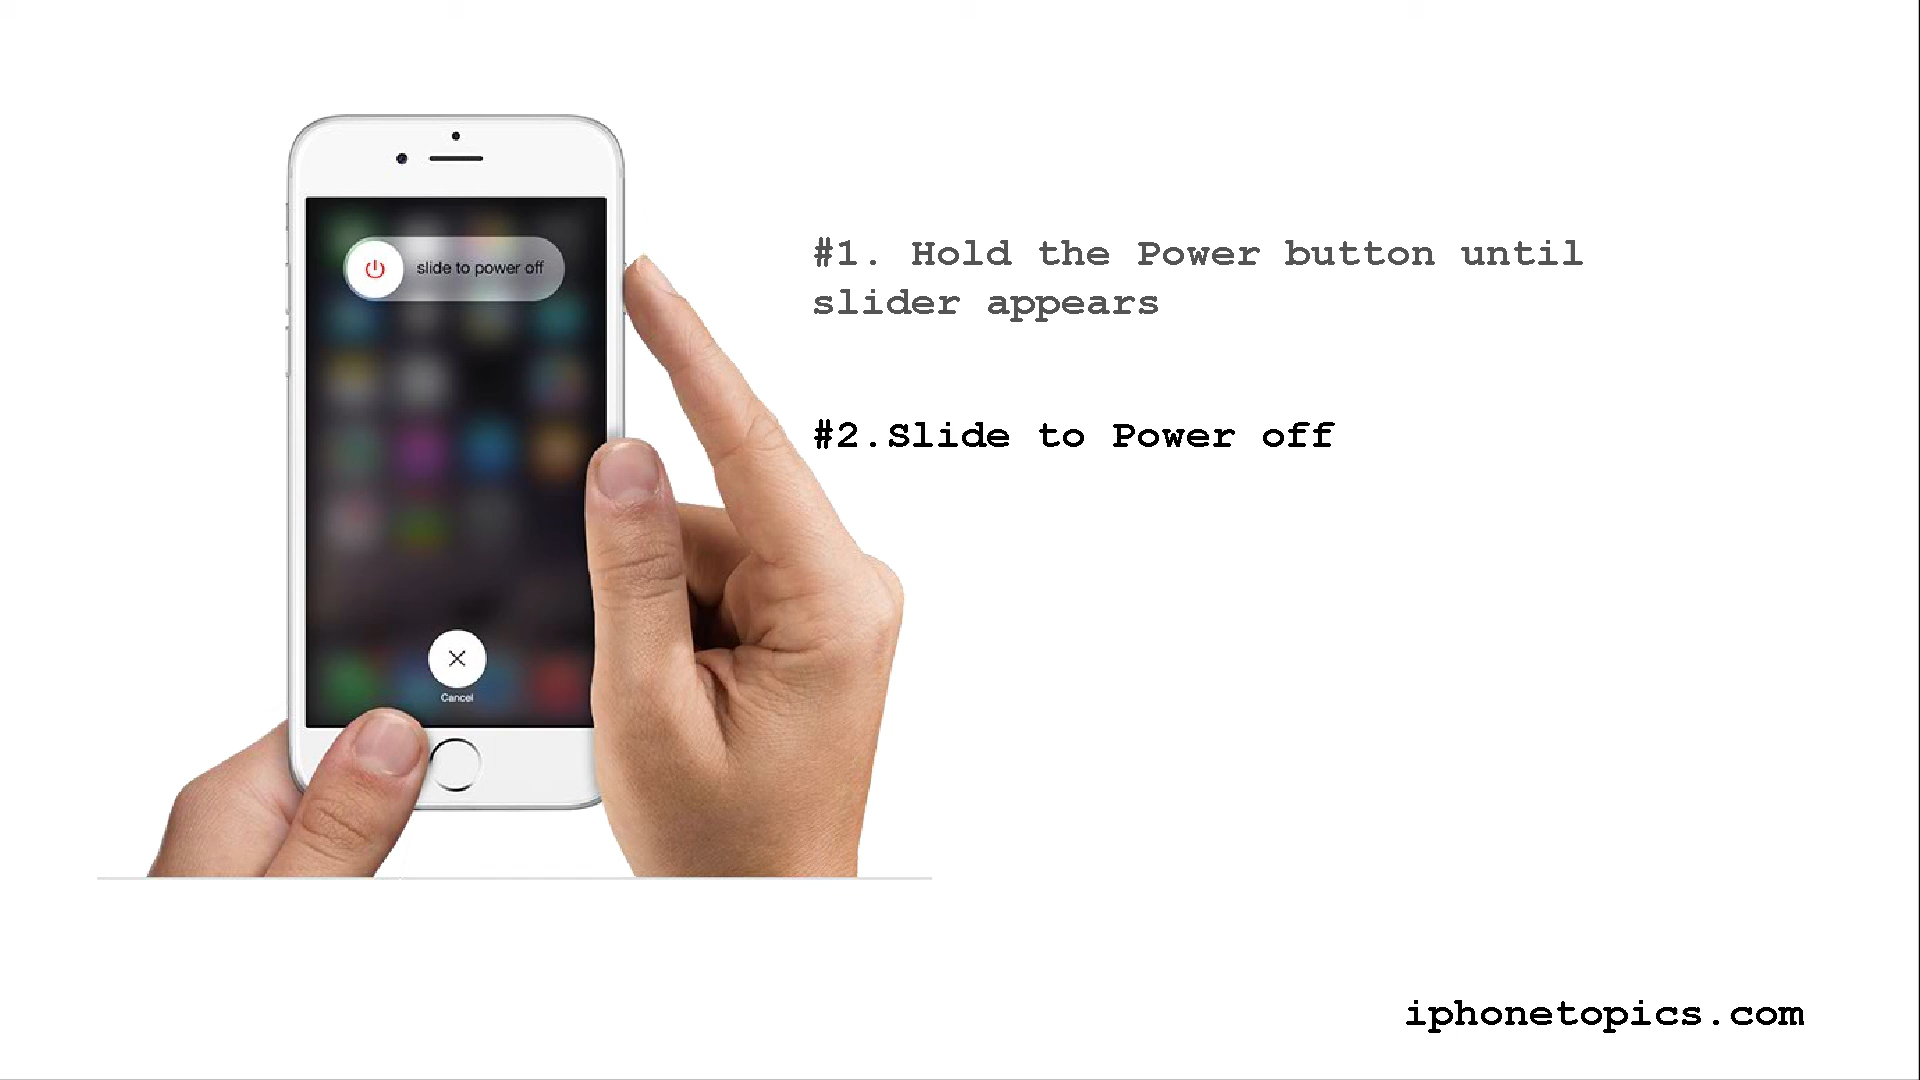 slide to power off
Cancel
#1. Hold the Power button until
slider appears
#2.Slide to Power off
iphonetopics.com